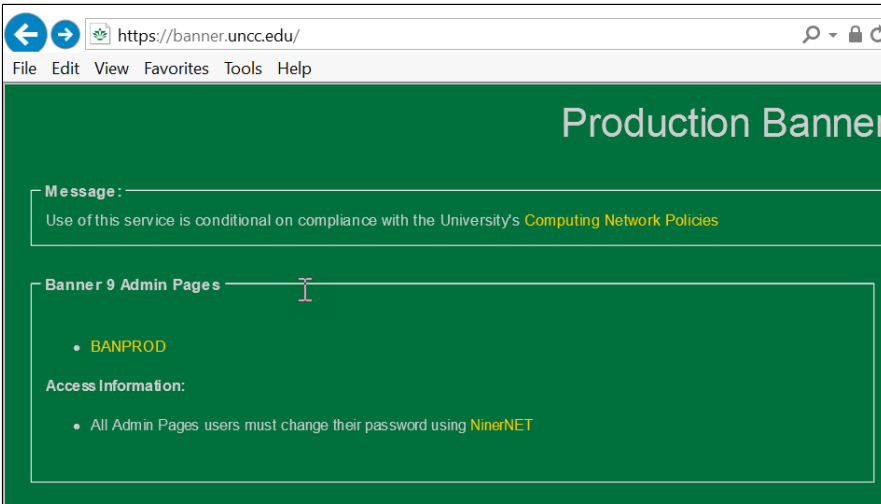 https://banner.uncc.edu/
File Edit View Favorites Tools Help
Production Banner
Message:
Use of this service is conditional on compliance with the University's Computing Network Policies
Banner 9 Admin Pages
• BANPROD
Access Information:
• All Admin Pages users must change their password using NinerNET